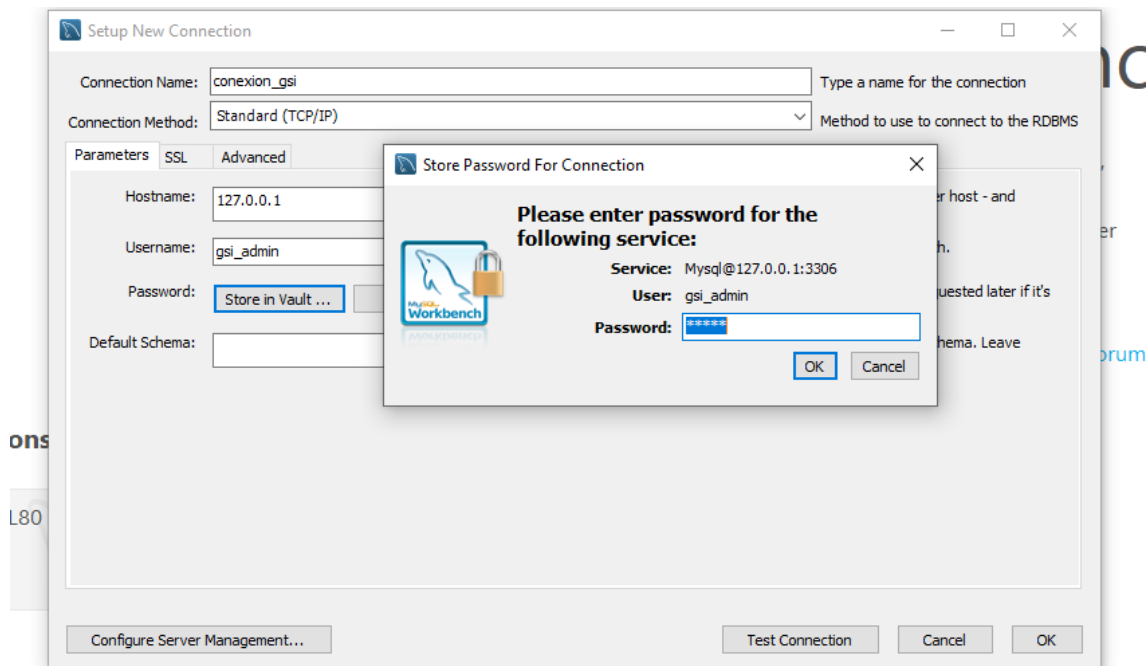 Setup New Connection
Connection Name: conexion_gsi Type a name for the connection
Connection Method: Standard (TCP/IP) Method to use to connect to the RDBMS
Parameters SSL Advanced
Store Password For Connection
Hostname: 127.0.0.1 host - and
Please enter password for the
following service:
Username: gsi_admin
Service: Mysql@127.0.0.1:3306
Password: Store in Vault ... later if it's
User: gsi_admin
MySQL
Workbench
Password: *****
Default Schema: Leave
OK Cancel
L80
Configure Server Management... Test Connection Cancel OK